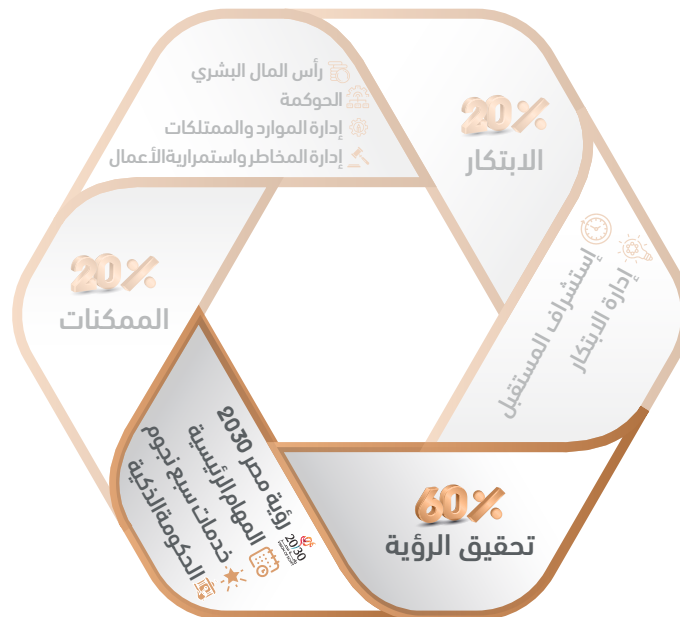 رأس المال البشري
الحوكمة
إدارة الموارد والممتلكات
إدارة المخاطر واستمرارية الأعمال
20%
الابتكار
إستشراف المستقبل
إدارة الابتكار
20%
الممكنات
رؤية مصر 2030
المهام الرئيسية
خدمات سبع نجوم
الحكومة الذكية
2030
60%
تحقيق الرؤية